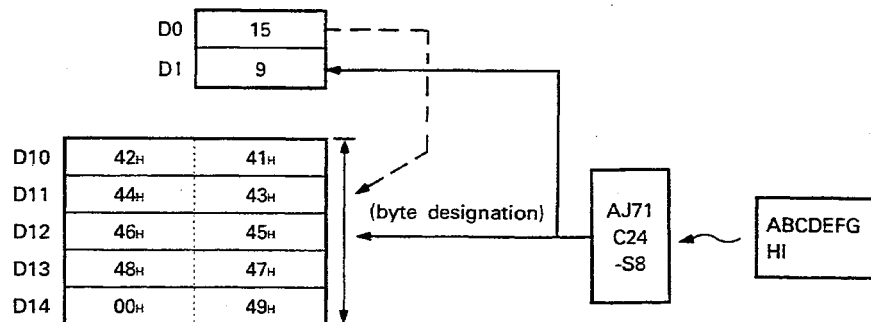 D0 15
D1 9
D10 42H 41H
D11 44H 43H
D12 46H 45H
D13 48H 47H
D14 00H 49H
(byte designation)
AJ71
C24
-S8
ABCDEFG
HI